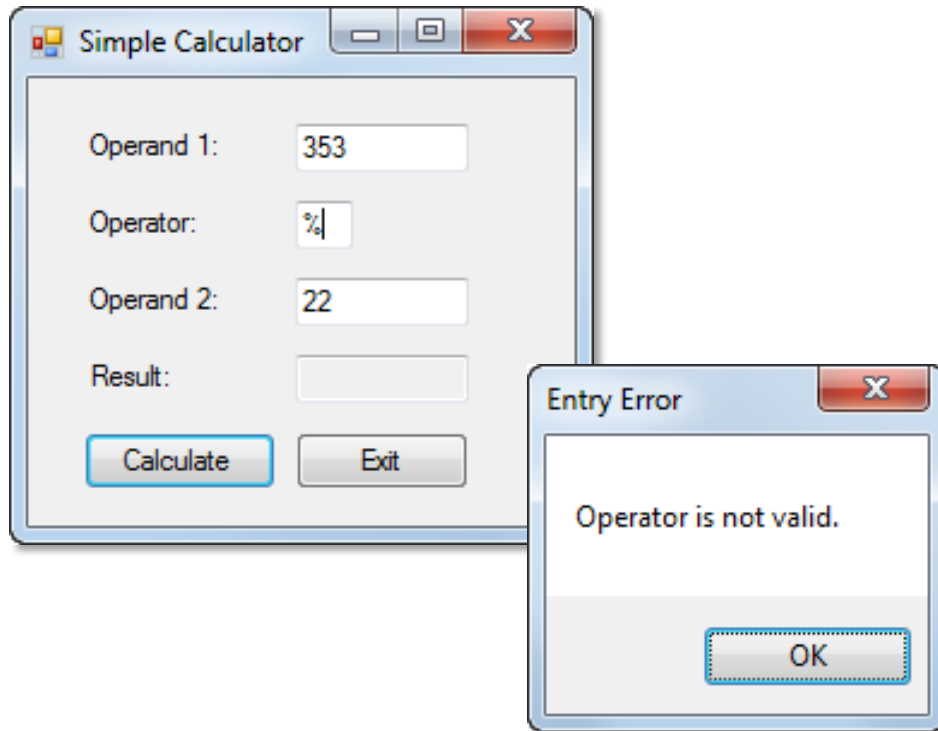 Simple Calculator
Operand 1: 353
Operator: %
Operand 2: 22
Result:
Calculate Exit
Entry Error
Operator is not valid.
OK